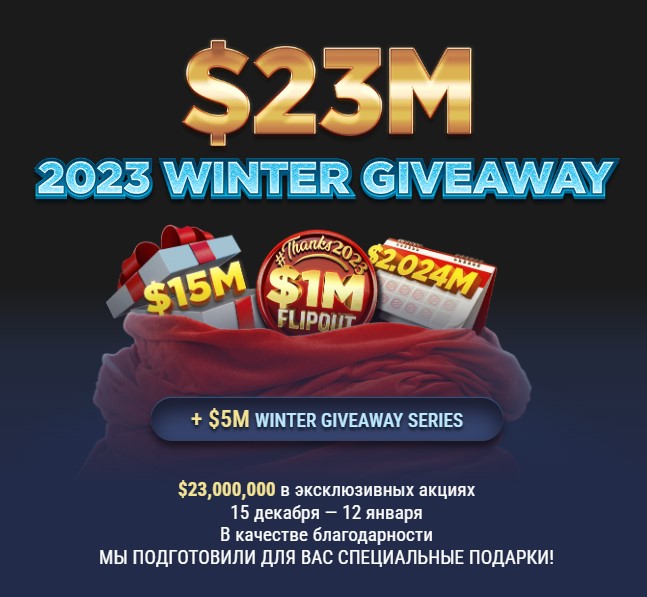 $23M
2023 WINTER GIVEAWAY
$15M
#Thanks2023
$1M
FLIPOUT
$2.024M
+ $5M WINTER GIVEAWAY SERIES
$23,000,000 в эксклюзивных акциях
15 декабря — 12 января
В качестве благодарности
МЫ ПОДГОТОВИЛИ ДЛЯ ВАС СПЕЦИАЛЬНЫЕ ПОДАРКИ!